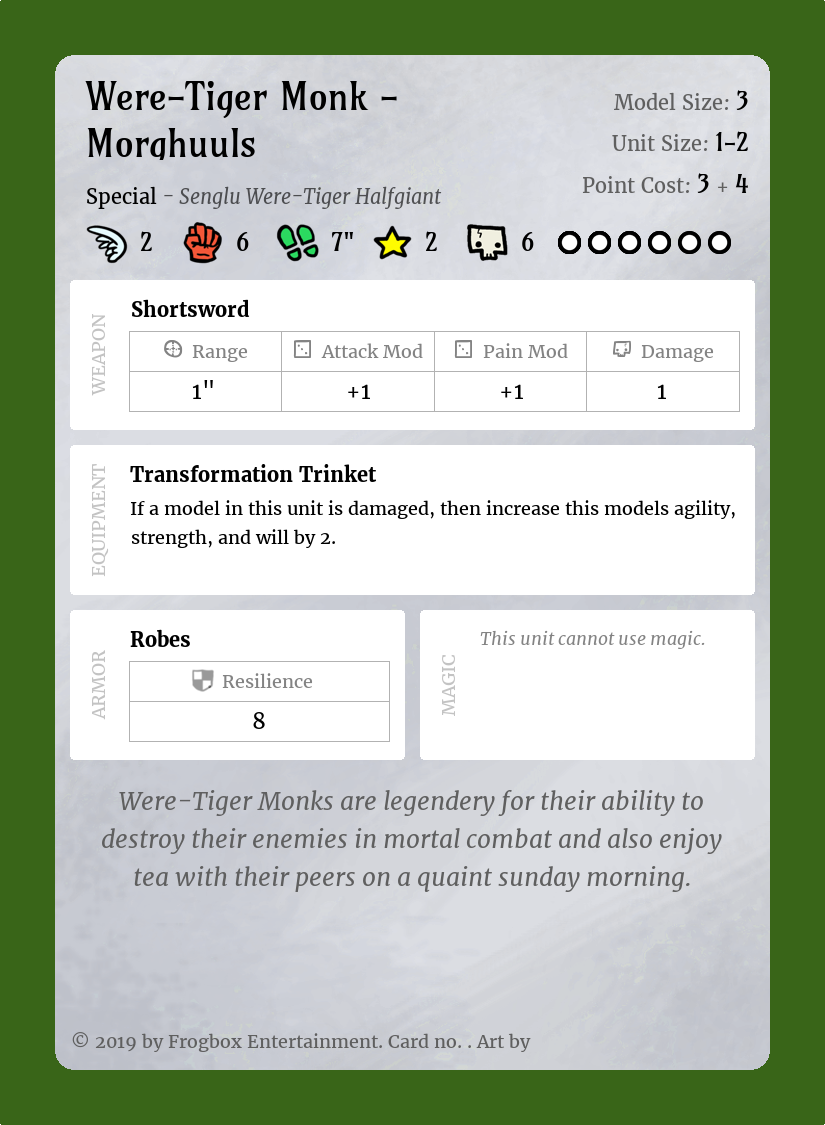 Were-Tiger Monk -
Morghuuls
Model Size: 3
Unit Size: 1-2
Point Cost: 3 + 4
Special - Senglu Were-Tiger Halfgiant
2 6 7" 2 6
WEAPON
Shortsword
Range Attack Mod Pain Mod Damage
1" +1 +1 1
EQUIPMENT
Transformation Trinket
If a model in this unit is damaged, then increase this models agility,
strength, and will by 2.
ARMOR
Robes
Resilience
8
MAGIC
This unit cannot use magic.
Were-Tiger Monks are legendery for their ability to
destroy their enemies in mortal combat and also enjoy
tea with their peers on a quaint sunday morning.
© 2019 by Frogbox Entertainment. Card no. . Art by